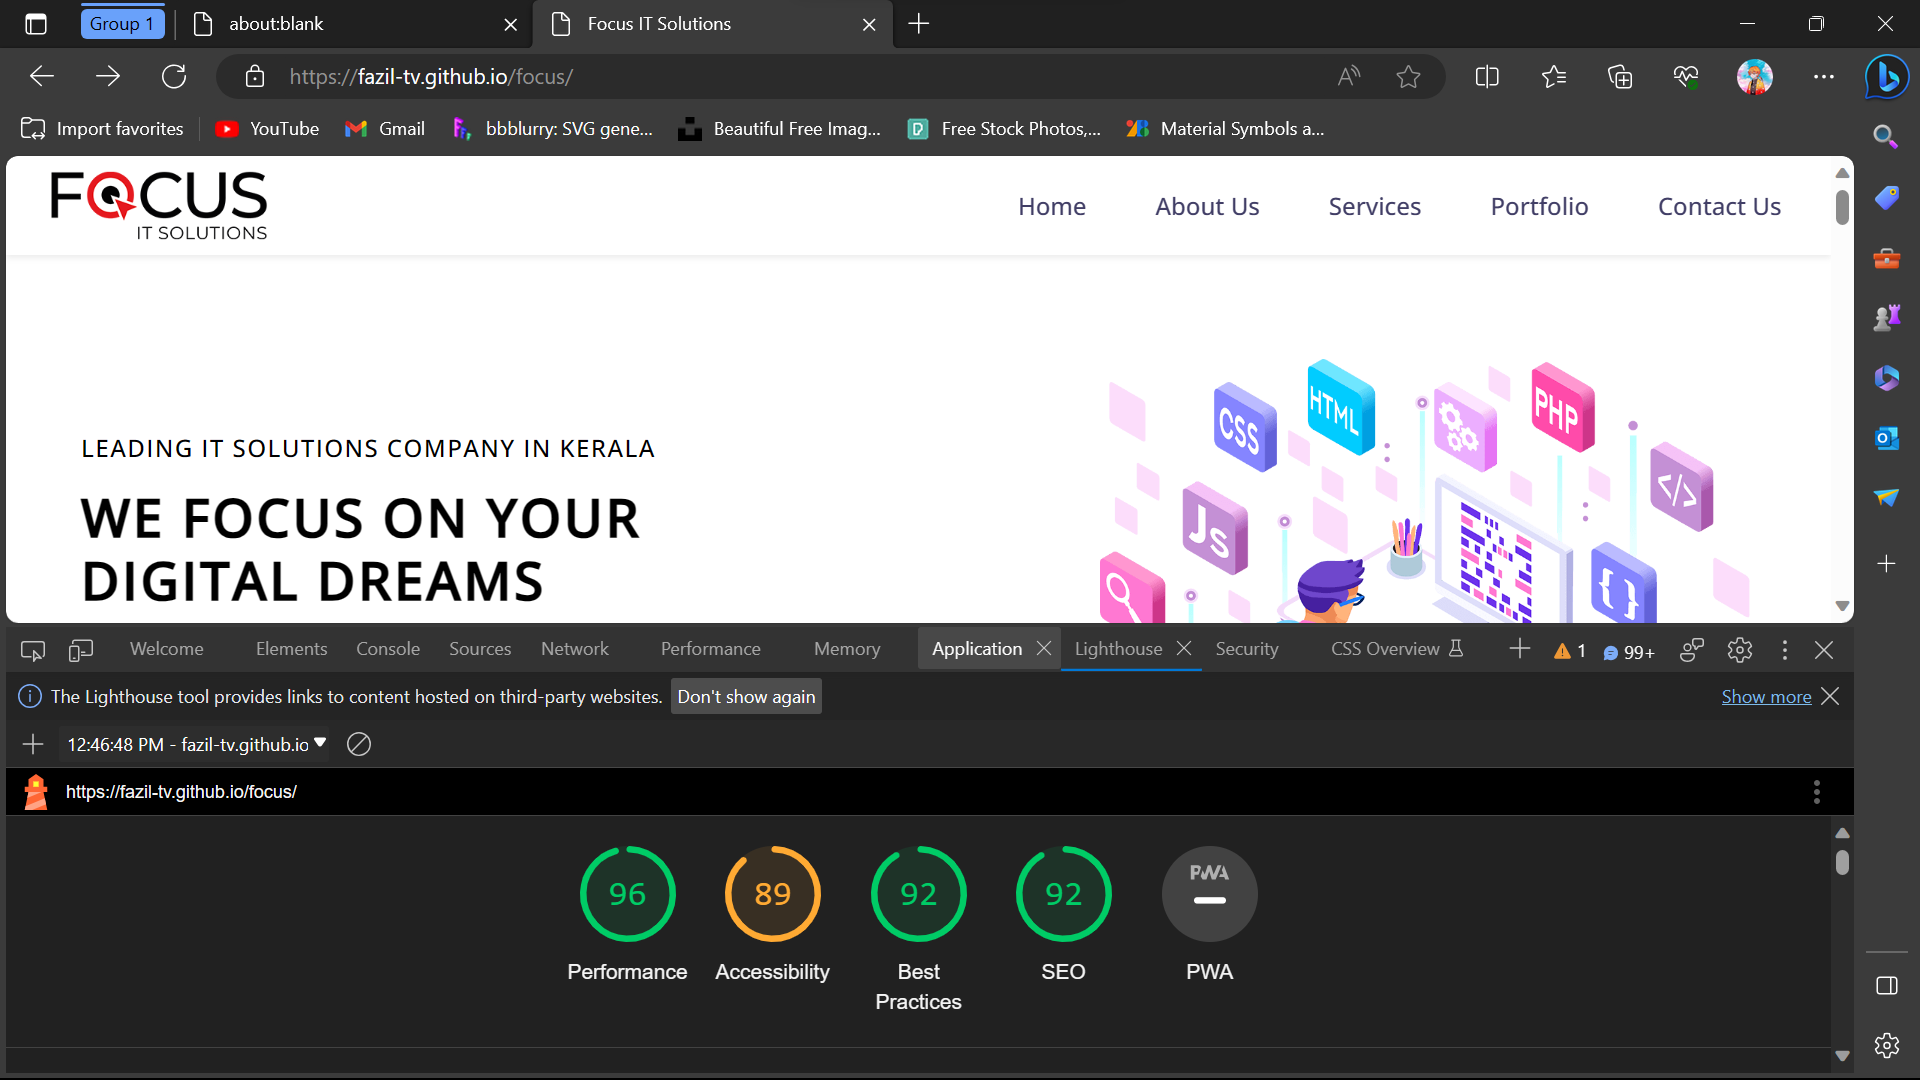 Group 1
about:blank
Focus IT Solutions
https://fazil-tv.github.io/focus/
Import favorites
YouTube
Gmail
bbblurry: SVG gene...
Beautiful Free Imag...
Free Stock Photos,...
Material Symbols a...
FOCUS
IT SOLUTIONS
Home
About Us
Services
Portfolio
Contact Us
LEADING IT SOLUTIONS COMPANY IN KERALA
WE FOCUS ON YOUR
DIGITAL DREAMS
CSS
HTML
PHP
</>
Js
{ }
Welcome
Elements
Console
Sources
Network
Performance
Memory
Application
Lighthouse
Security
CSS Overview
1
99+
The Lighthouse tool provides links to content hosted on third-party websites.
Don't show again
Show more
12:46:48 PM - fazil-tv.github.io
https://fazil-tv.github.io/focus/
96
89
92
92
PWA
Performance
Accessibility
Best
Practices
SEO
PWA